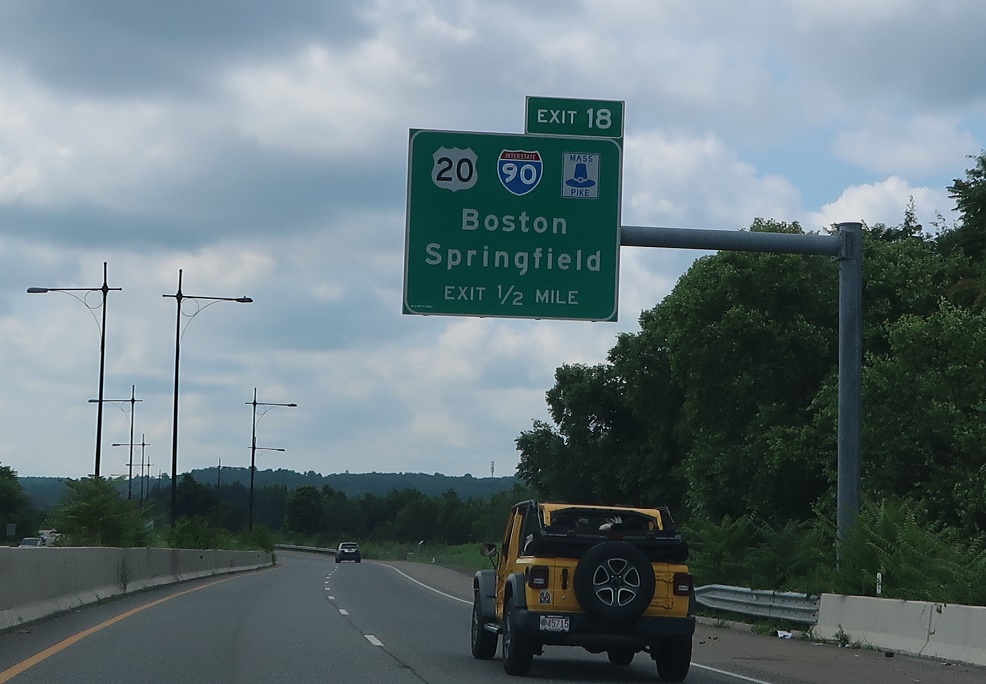 EXIT 18
20
INTERSTATE
90
MASS
PIKE
Boston
Springfield
EXIT 1/2 MILE